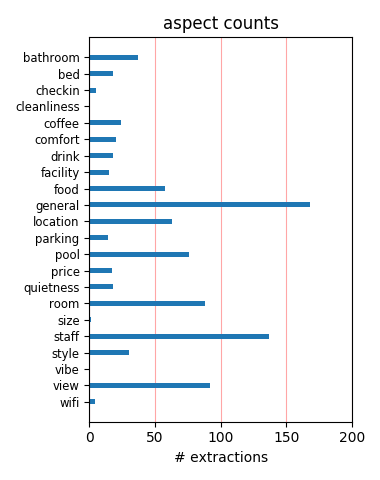 aspect counts
bathroom
bed
checkin
cleanliness
coffee
comfort
drink
facility
food
general
location
parking
pool
price
quietness
room
size
staff
style
vibe
view
wifi
0 50 100 150 200
# extractions